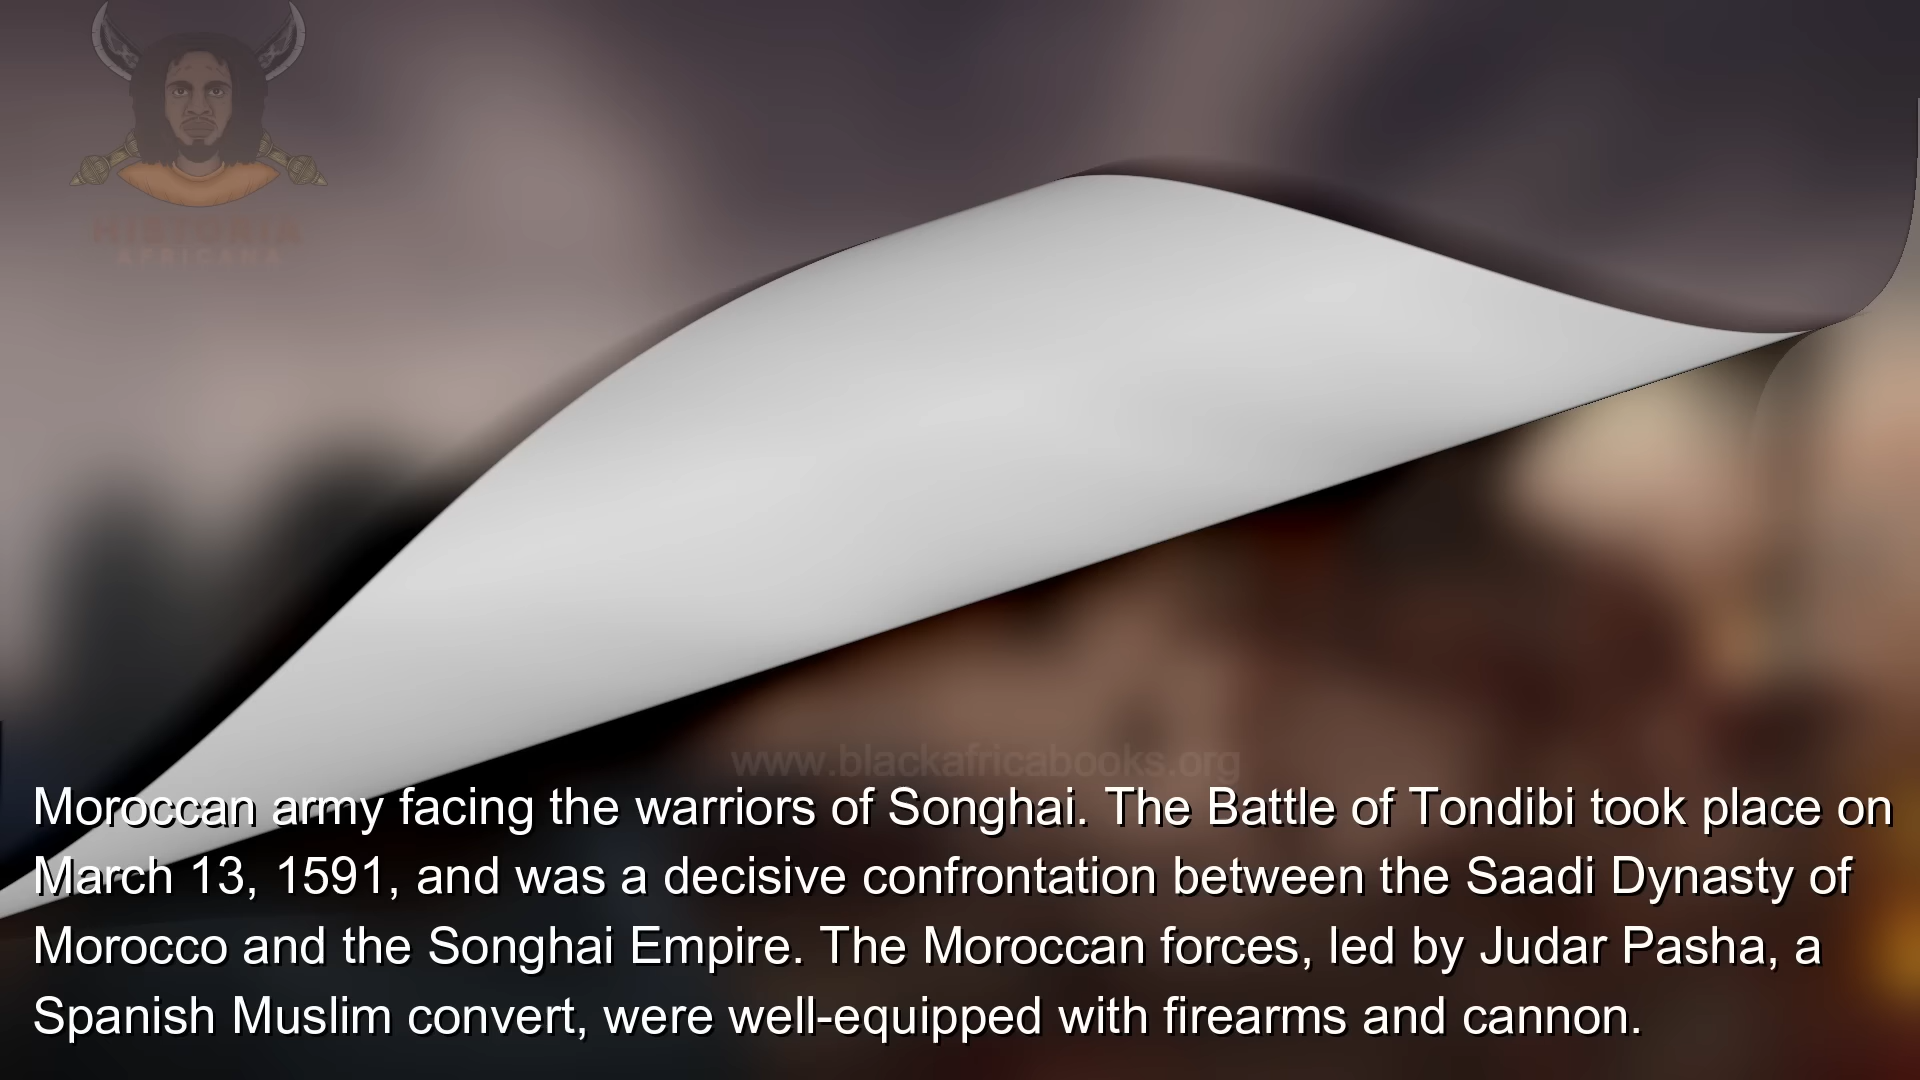 HISTORIA
AFRICANA
www.blackafricabooks.org
Moroccan army facing the warriors of Songhai. The Battle of Tondibi took place on
March 13, 1591, and was a decisive confrontation between the Saadi Dynasty of
Morocco and the Songhai Empire. The Moroccan forces, led by Judar Pasha, a
Spanish Muslim convert, were well-equipped with firearms and cannon.